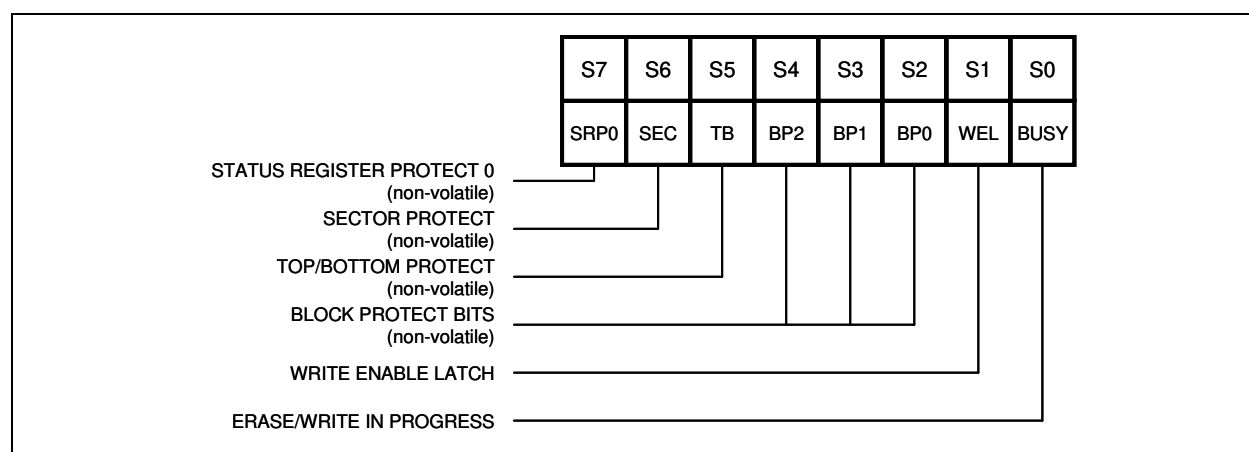 S7 S6 S5 S4 S3 S2 S1 S0
SRP0 SEC TB BP2 BP1 BP0 WEL BUSY
STATUS REGISTER PROTECT 0
(non-volatile)
SECTOR PROTECT
(non-volatile)
TOP/BOTTOM PROTECT
(non-volatile)
BLOCK PROTECT BITS
(non-volatile)
WRITE ENABLE LATCH
ERASE/WRITE IN PROGRESS